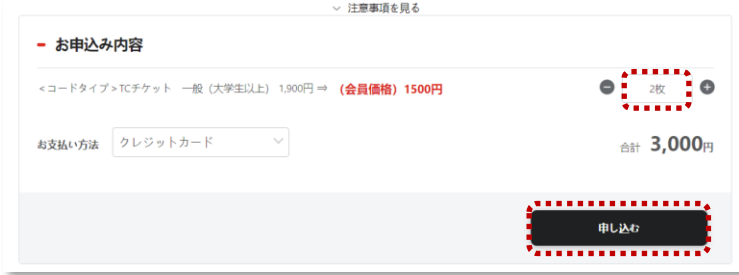 注意事項を見る
お申込み内容
<コードタイプ>TCチケット 一般（大学生以上） 1,900円 ⇒ （会員価格）1500円
2枚
お支払い方法 クレジットカード
合計 3,000円
申し込む